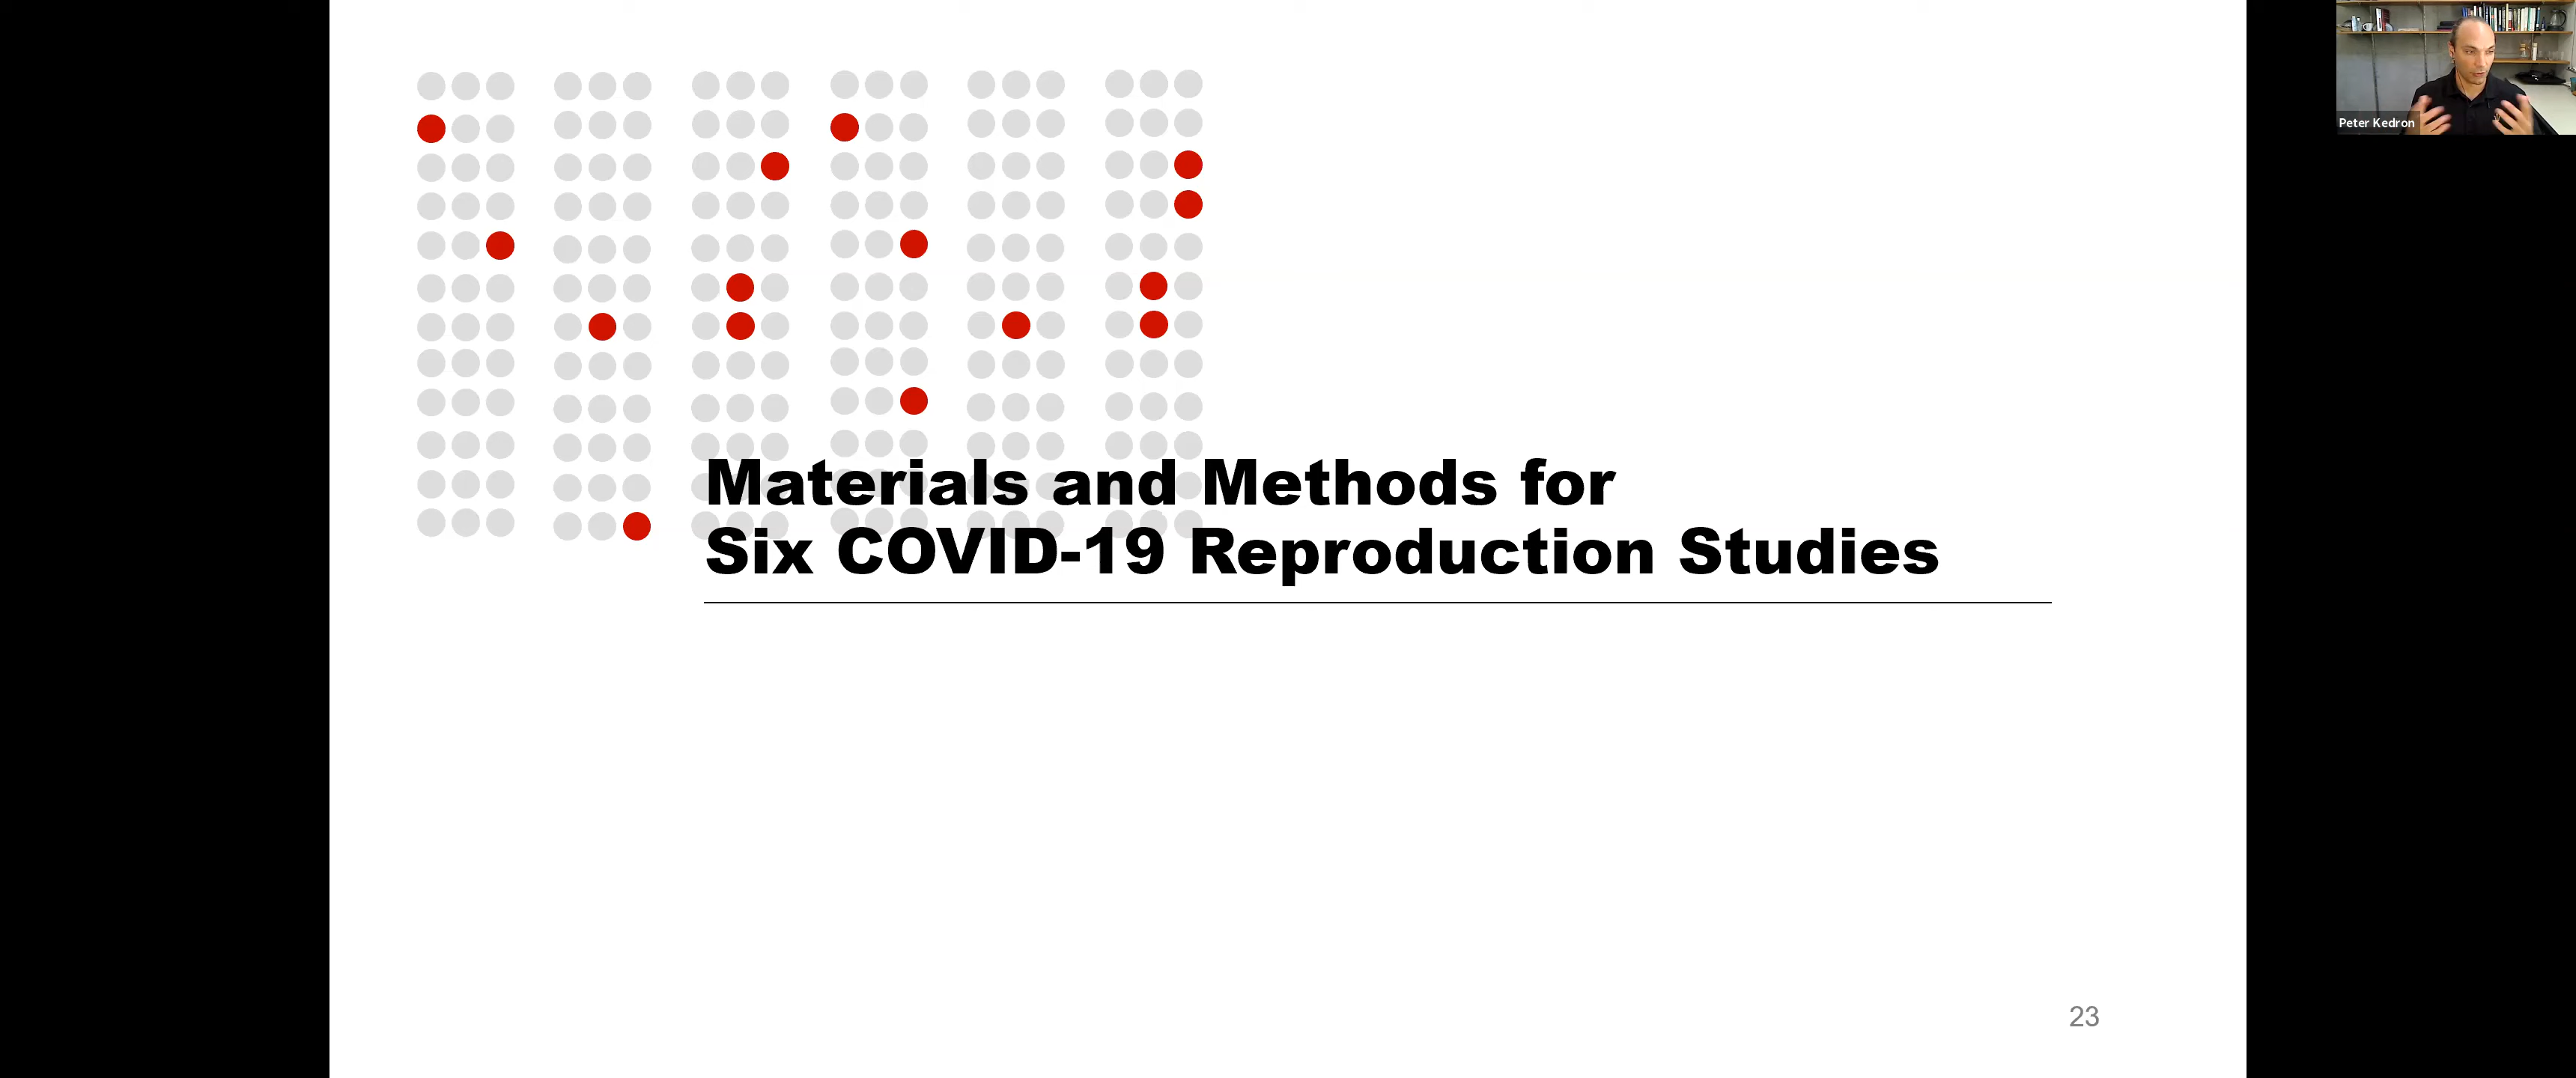 Peter Kedron
Materials and Methods for
Six COVID-19 Reproduction Studies
23